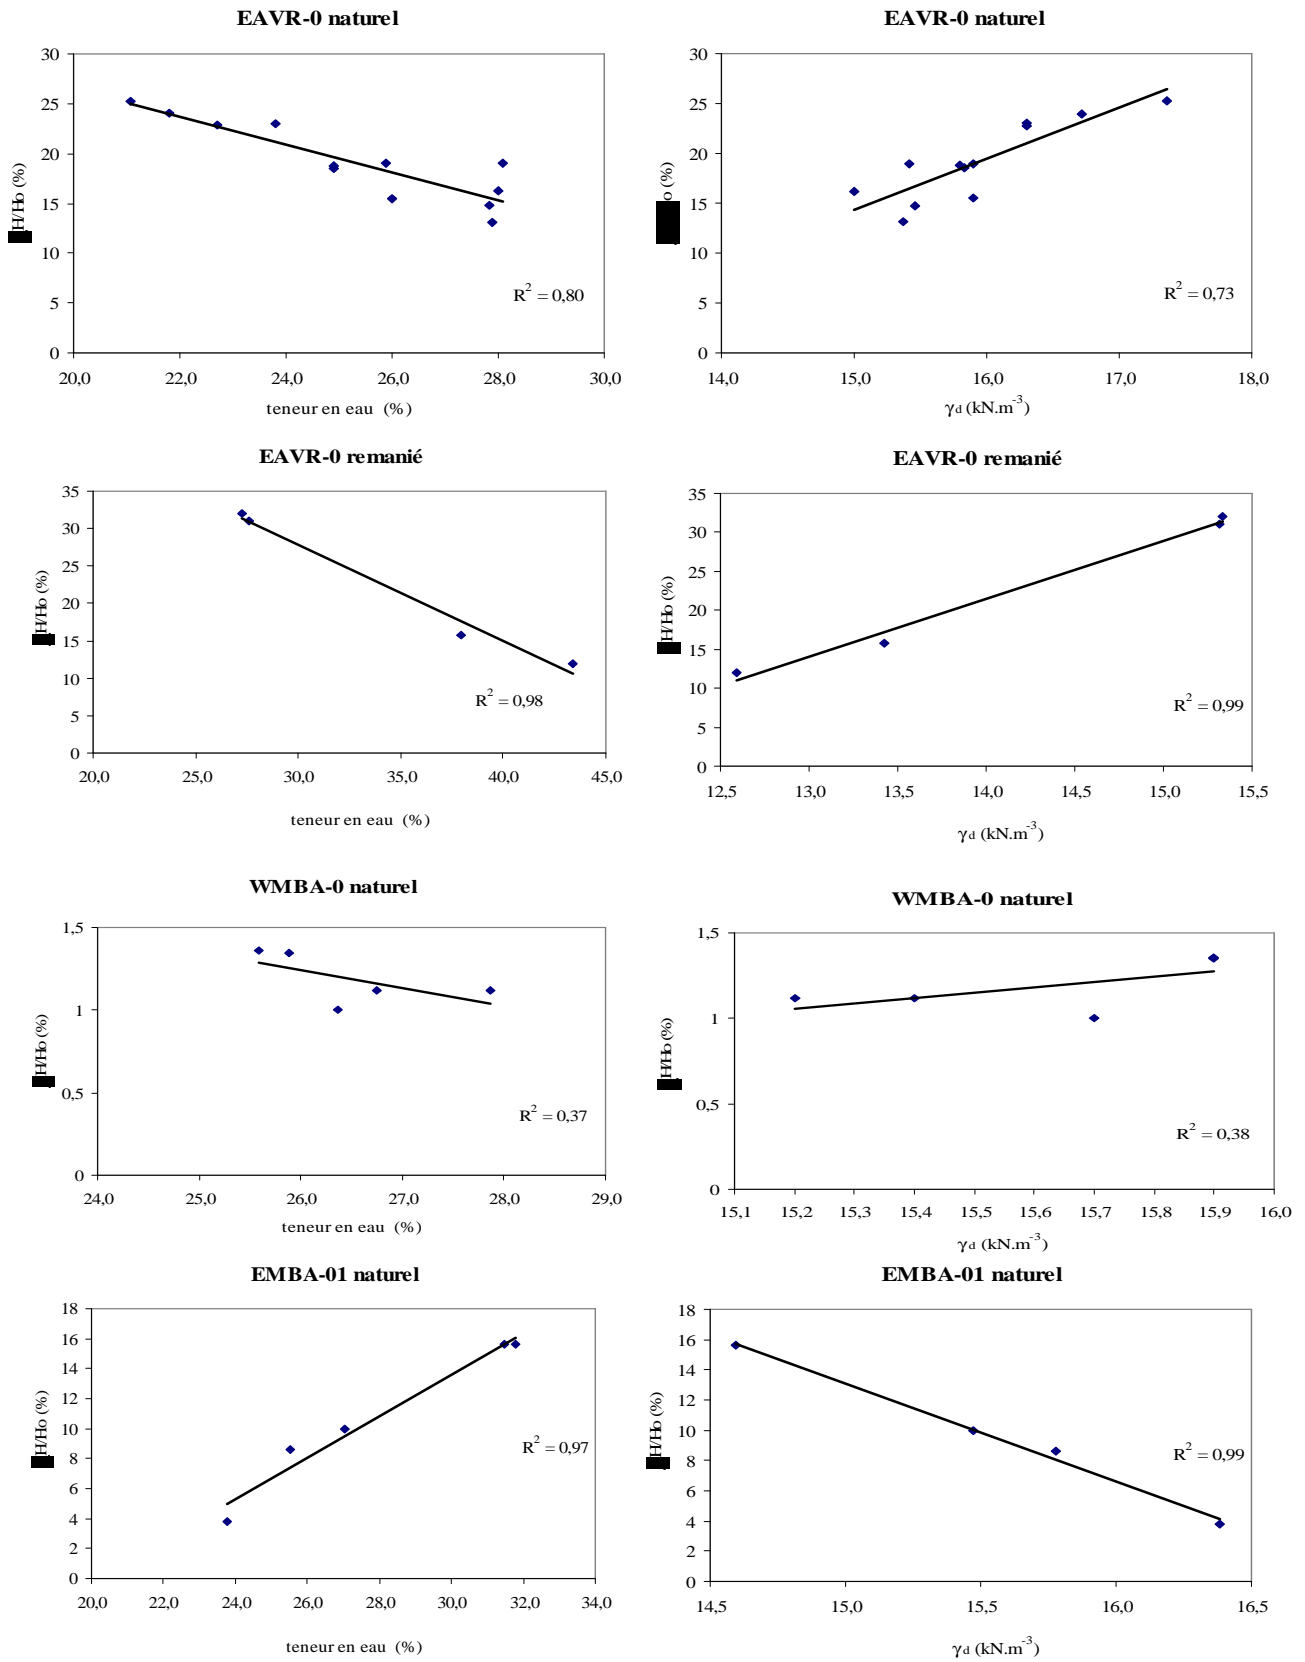 EAVR-0 naturel
30
25
20
15
10
5
0
H/Ho (%)
R² = 0,80
20,0 22,0 24,0 26,0 28,0 30,0
teneur en eau (%)
EAVR-0 naturel
30
25
20
15
10
5
0
o (%)
R² = 0,73
14,0 15,0 16,0 17,0 18,0
γd (kN.m⁻³)
EAVR-0 remanié
35
30
25
20
15
10
5
0
H/Ho (%)
R² = 0,98
20,0 25,0 30,0 35,0 40,0 45,0
teneur en eau (%)
EAVR-0 remanié
35
30
25
20
15
10
5
0
H/Ho (%)
R² = 0,99
12,5 13,0 13,5 14,0 14,5 15,0 15,5
γd (kN.m⁻³)
WMBA-0 naturel
1,5
1
0,5
0
H/Ho (%)
R² = 0,37
24,0 25,0 26,0 27,0 28,0 29,0
teneur en eau (%)
WMBA-0 naturel
1,5
1
0,5
0
H/Ho (%)
R² = 0,38
15,1 15,2 15,3 15,4 15,5 15,6 15,7 15,8 15,9 16,0
γd (kN.m⁻³)
EMBA-01 naturel
18
16
14
12
10
8
6
4
2
0
H/Ho (%)
R² = 0,97
20,0 22,0 24,0 26,0 28,0 30,0 32,0 34,0
teneur en eau (%)
EMBA-01 naturel
18
16
14
12
10
8
6
4
2
0
H/Ho (%)
R² = 0,99
14,5 15,0 15,5 16,0 16,5
γd (kN.m⁻³)